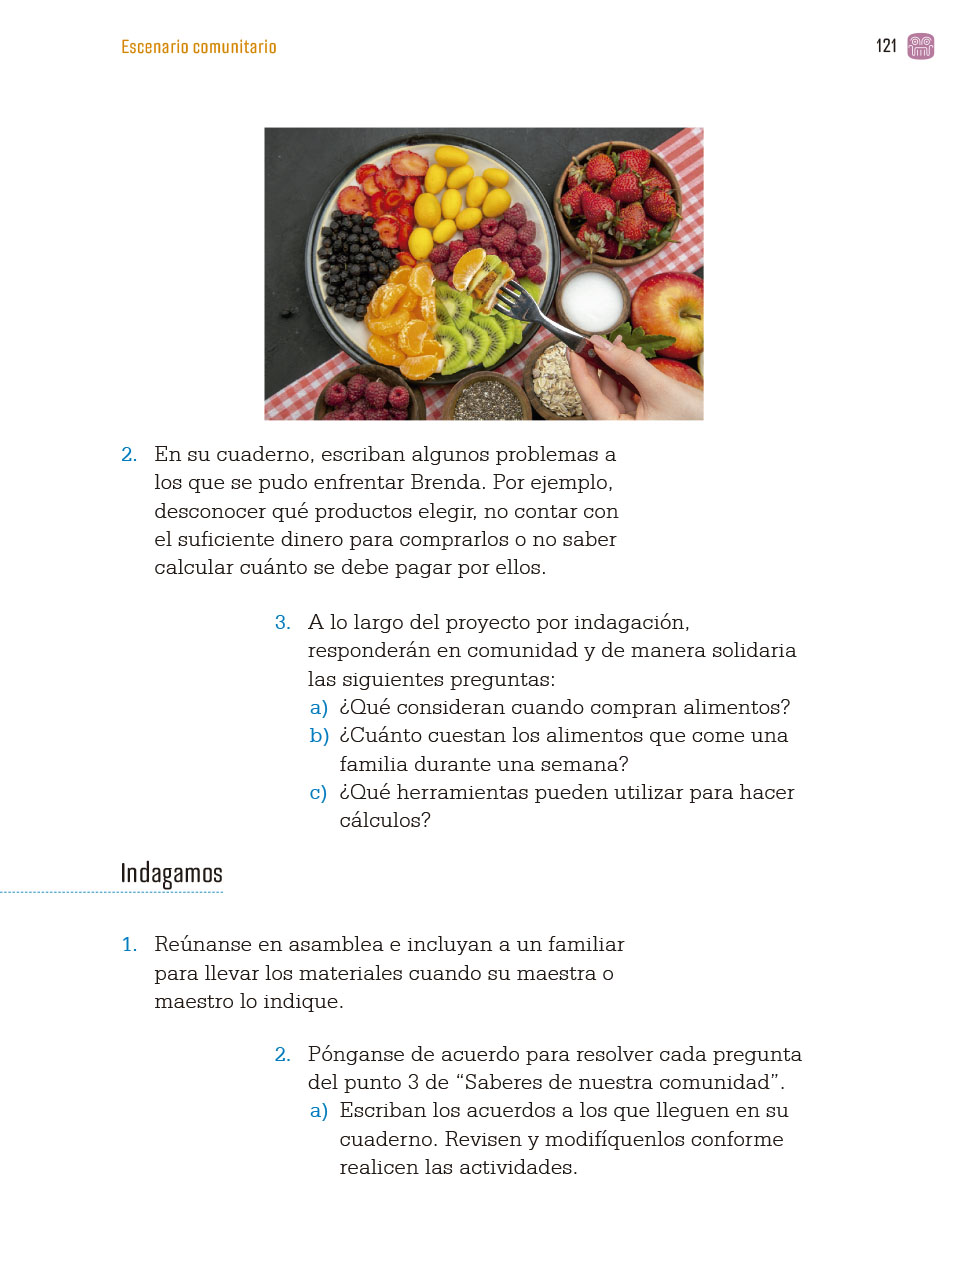 Escenario comunitario
121
2. En su cuaderno, escriban algunos problemas a
los que se pudo enfrentar Brenda. Por ejemplo,
desconocer qué productos elegir, no contar con
el suficiente dinero para comprarlos o no saber
calcular cuánto se debe pagar por ellos.
3. A lo largo del proyecto por indagación,
responderán en comunidad y de manera solidaria
las siguientes preguntas:
a) ¿Qué consideran cuando compran alimentos?
b) ¿Cuánto cuestan los alimentos que come una
familia durante una semana?
c) ¿Qué herramientas pueden utilizar para hacer
cálculos?
Indagamos
1. Reúnanse en asamblea e incluyan a un familiar
para llevar los materiales cuando su maestra o
maestro lo indique.
2. Pónganse de acuerdo para resolver cada pregunta
del punto 3 de “Saberes de nuestra comunidad”.
a) Escriban los acuerdos a los que lleguen en su
cuaderno. Revisen y modifíquenlos conforme
realicen las actividades.